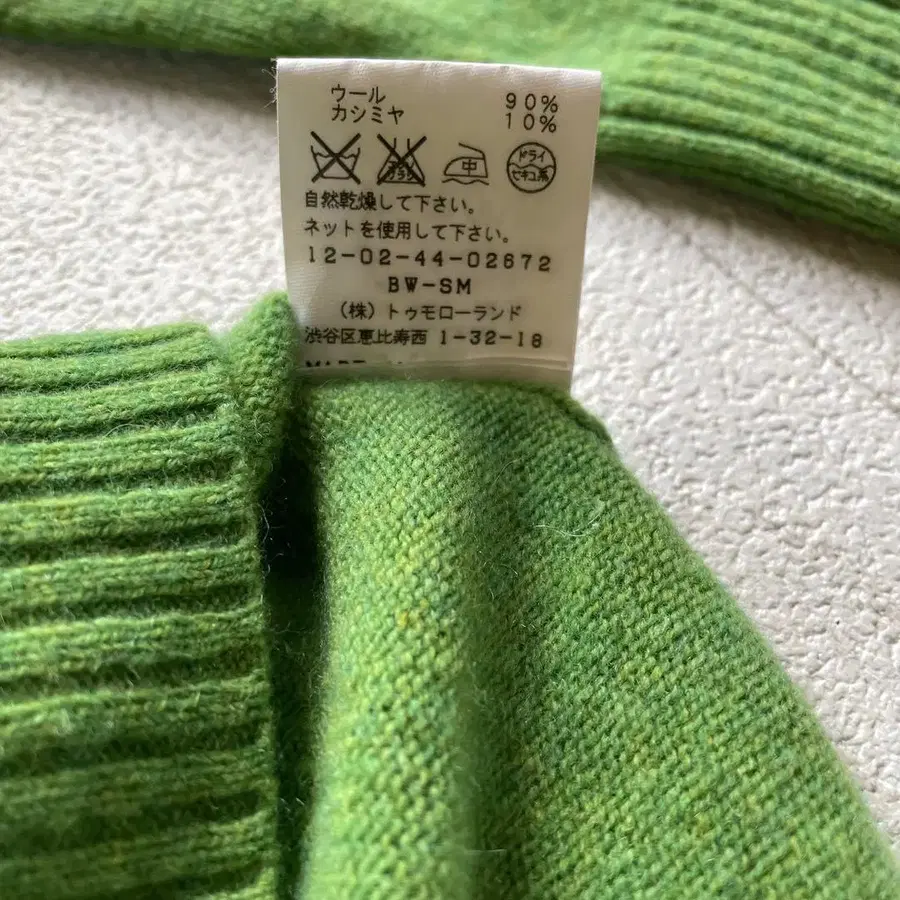 ウール 90%
カシミヤ 10%
中 ドライ
セキユ系
自然乾燥して下さい。
ネットを使用して下さい。
12-02-44-02672
BW-SM
(株) トゥモローランド
渋谷区恵比寿西 1-32-18